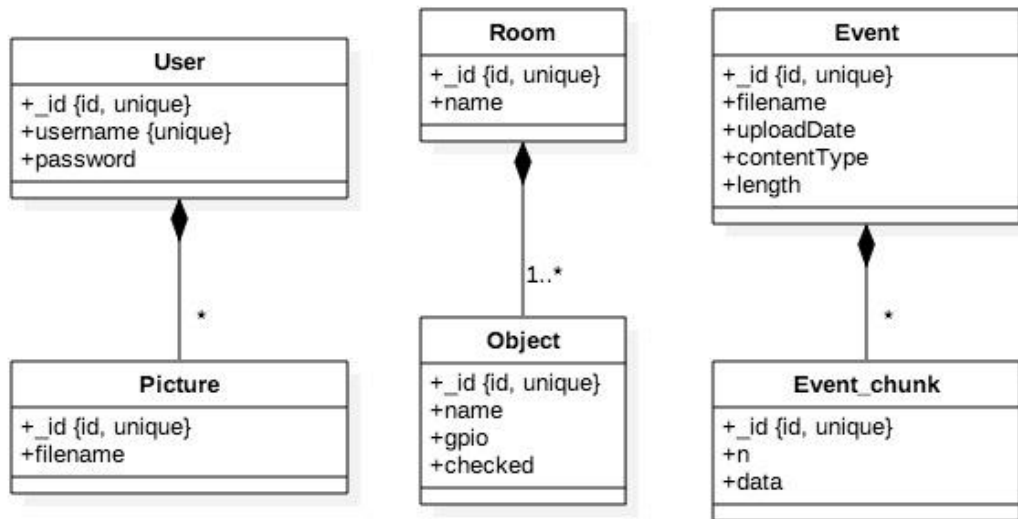 User
+_id {id, unique}
+username {unique}
+password
*
Picture
+_id {id, unique}
+filename
Room
+_id {id, unique}
+name
1..*
Object
+_id {id, unique}
+name
+gpio
+checked
Event
+_id {id, unique}
+filename
+uploadDate
+contentType
+length
*
Event_chunk
+_id {id, unique}
+n
+data